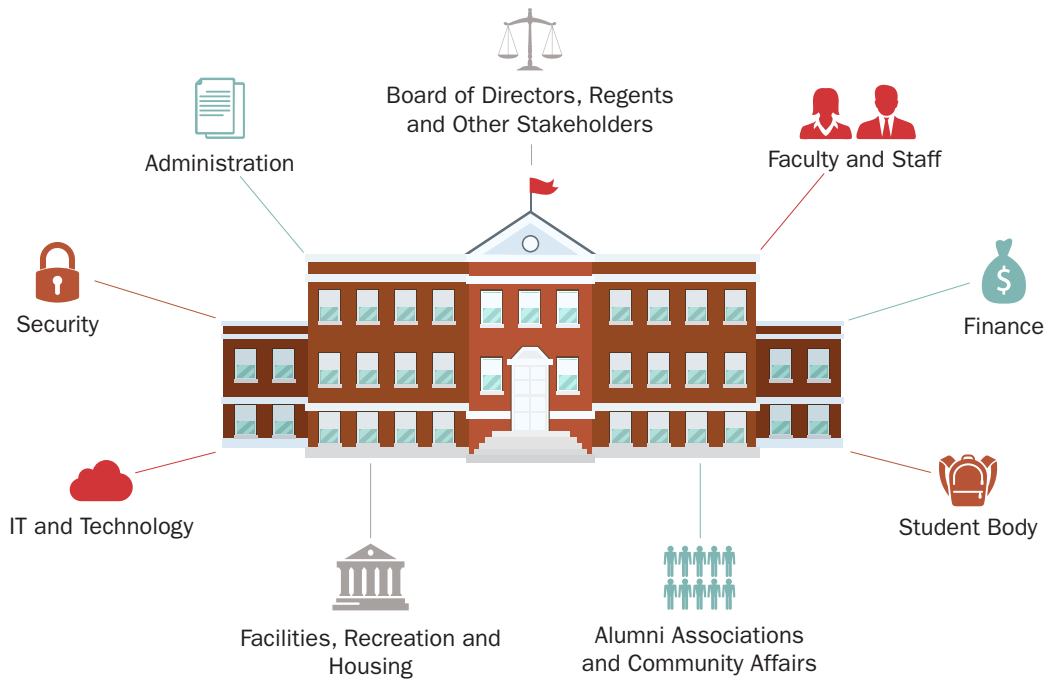 Board of Directors, Regents
and Other Stakeholders
Administration
Faculty and Staff
Security
$
Finance
IT and Technology
Student Body
Facilities, Recreation and
Housing
Alumni Associations
and Community Affairs